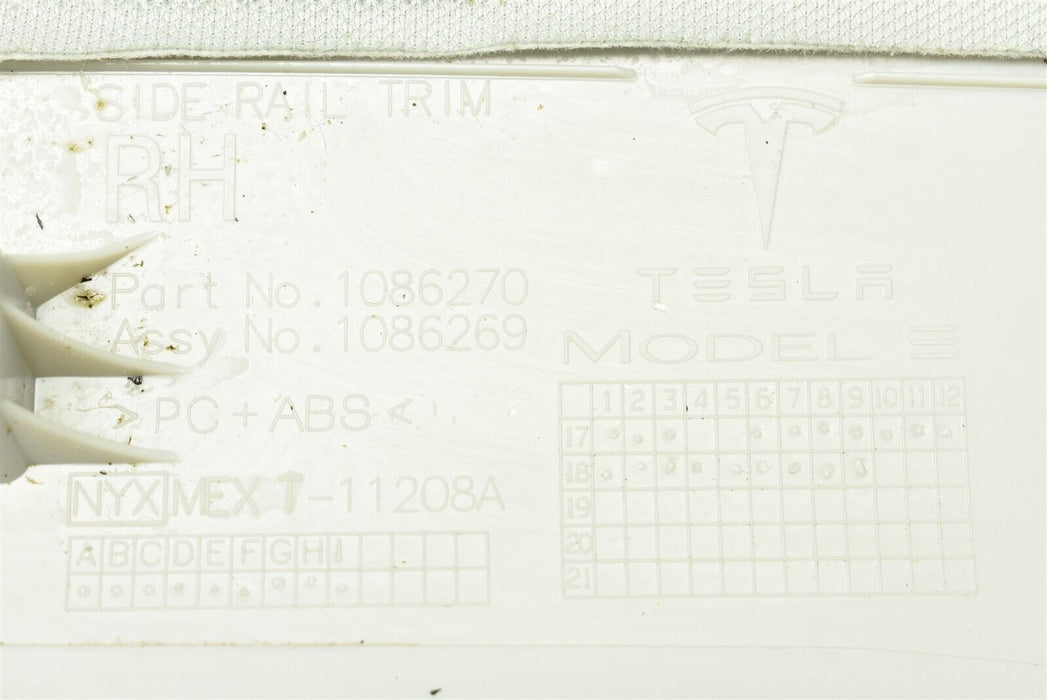 SIDE RAIL TRIM
RH
Part No. 1086270
Assy No. 1086269
>PC+ABS<
NYX MEX T-11208A
A B C D E F G H I
TESLA
MODEL 3
1 2 3 4 5 6 7 8 9 10 11 12
17
18
19
20
21